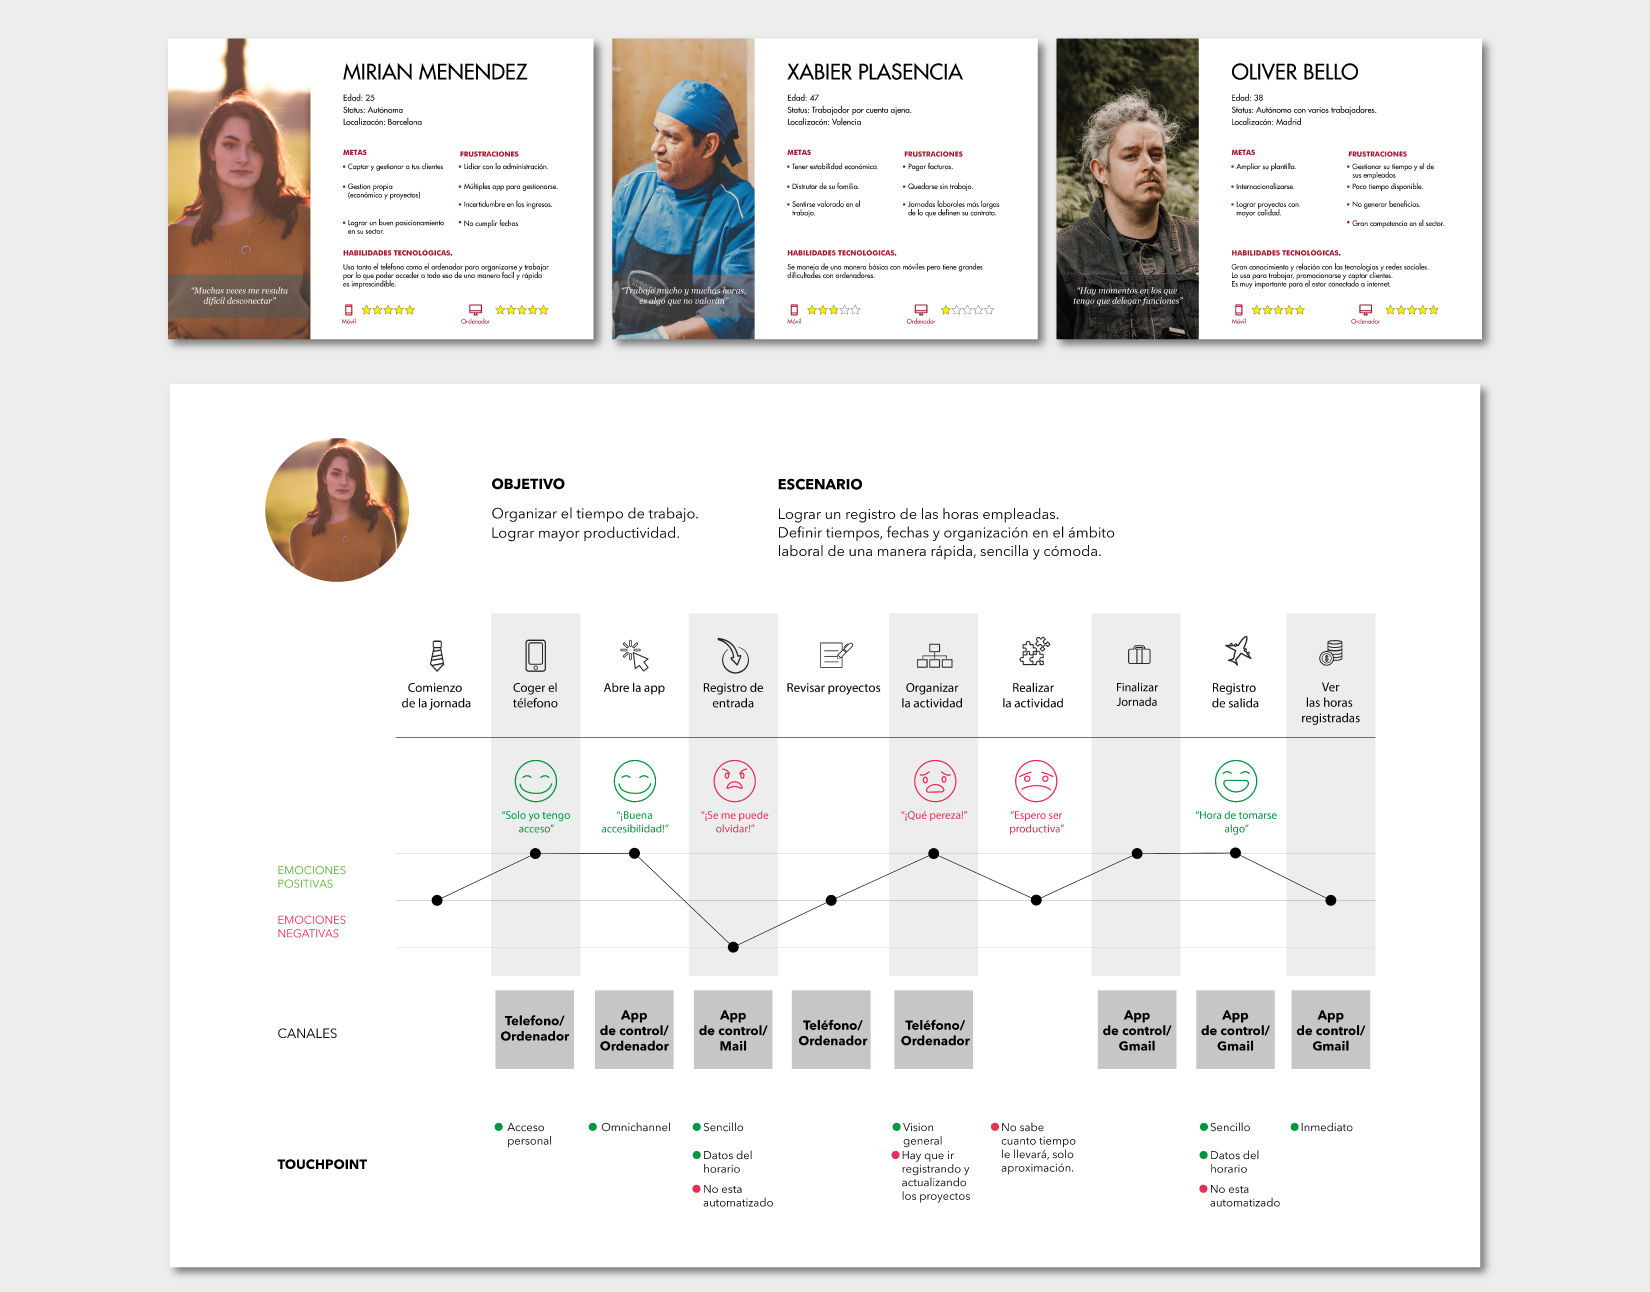 MIRIAN MENENDEZ
Edad: 25
Status: Autónoma
Localizacón: Barcelona
METAS
• Captar y gestionar a tus clientes
• Gestion propia
(económica y proyectos)
• Lograr un buen posicionamiento
en su sector.
FRUSTRACIONES
• Lidiar con la administración.
• Múltiples app para gestionarse.
• Incertidumbre en los ingresos.
• No cumplir fechas
HABILIDADES TECNOLÓGICAS.
Usa tanto el teléfono como el ordenador para organizarse y trabajar
por lo que poder acceder a todo eso de una manera facil y rápida
es imprescindible.
Móvil
Ordenador
“Muchas veces me resulta
difícil desconectar”
XABIER PLASENCIA
Edad: 47
Status: Trabajador por cuenta ajena.
Localizacón: Valencia
METAS
• Tener estabilidad económica.
• Distrutar de su familia.
• Sentirse valorado en el
trabajo.
FRUSTRACIONES
• Pagar facturas.
• Quedarse sin trabajo.
• Jornadas laborales más largas
de lo que definen su contrato.
HABILIDADES TECNOLÓGICAS.
Se maneja de una manera básica con móviles pero tiene grandes
dificultades con ordenadores.
Móvil
Ordenador
“Trabajo mucho y muchas horas,
es algo que no valoran”
OLIVER BELLO
Edad: 38
Status: Autónomo con varios trabajadores.
Localizacón: Madrid
METAS
• Ampliar su plantilla.
• Internacionalizarse.
• Lograr proyectos con
mayor calidad.
FRUSTRACIONES
• Gestionar su tiempo y el de
sus empleados
• Poco tiempo disponible.
• No generar beneficios.
• Gran competencia en el sector.
HABILIDADES TECNOLÓGICAS.
Gran conocimiento y relación con las tecnologías y redes sociales.
Lo usa para trabajar, promocionarse y captar clientes.
Es muy importante para el estar conectado a internet.
Móvil
Ordenador
“Hay momentos en los que
tengo que delegar funciones”
OBJETIVO
Organizar el tiempo de trabajo.
Lograr mayor productividad.
ESCENARIO
Lograr un registro de las horas empleadas.
Definir tiempos, fechas y organización en el ámbito
laboral de una manera rápida, sencilla y cómoda.
Comienzo
de la jornada
Coger el
télefono
Abre la app
Registro de
entrada
Revisar proyectos
Organizar
la actividad
Realizar
la actividad
Finalizar
Jornada
Registro
de salida
Ver
las horas
registradas
“Solo yo tengo
acceso”
“¡Buena
accesibilidad!”
“¡Se me puede
olvidar!”
“¡Qué pereza!”
“Espero ser
productiva”
“Hora de tomarse
algo”
EMOCIONES
POSITIVAS
EMOCIONES
NEGATIVAS
CANALES
Telefono/
Ordenador
App
de control/
Ordenador
App
de control/
Mail
Teléfono/
Ordenador
Teléfono/
Ordenador
App
de control/
Gmail
App
de control/
Gmail
App
de control/
Gmail
TOUCHPOINT
Acceso
personal
Omnichannel
Sencillo
Datos del
horario
No esta
automatizado
Vision
general
Hay que ir
registrando y
actualizando
los proyectos
No sabe
cuanto tiempo
le llevará, solo
aproximación.
Sencillo
Datos del
horario
No esta
automatizado
Inmediato